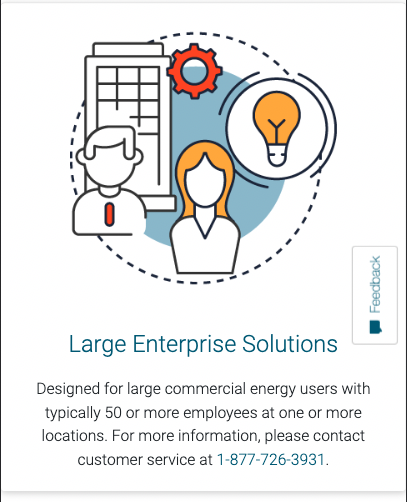 Feedback
Large Enterprise Solutions
Designed for large commercial energy users with
typically 50 or more employees at one or more
locations. For more information, please contact
customer service at 1-877-726-3931.